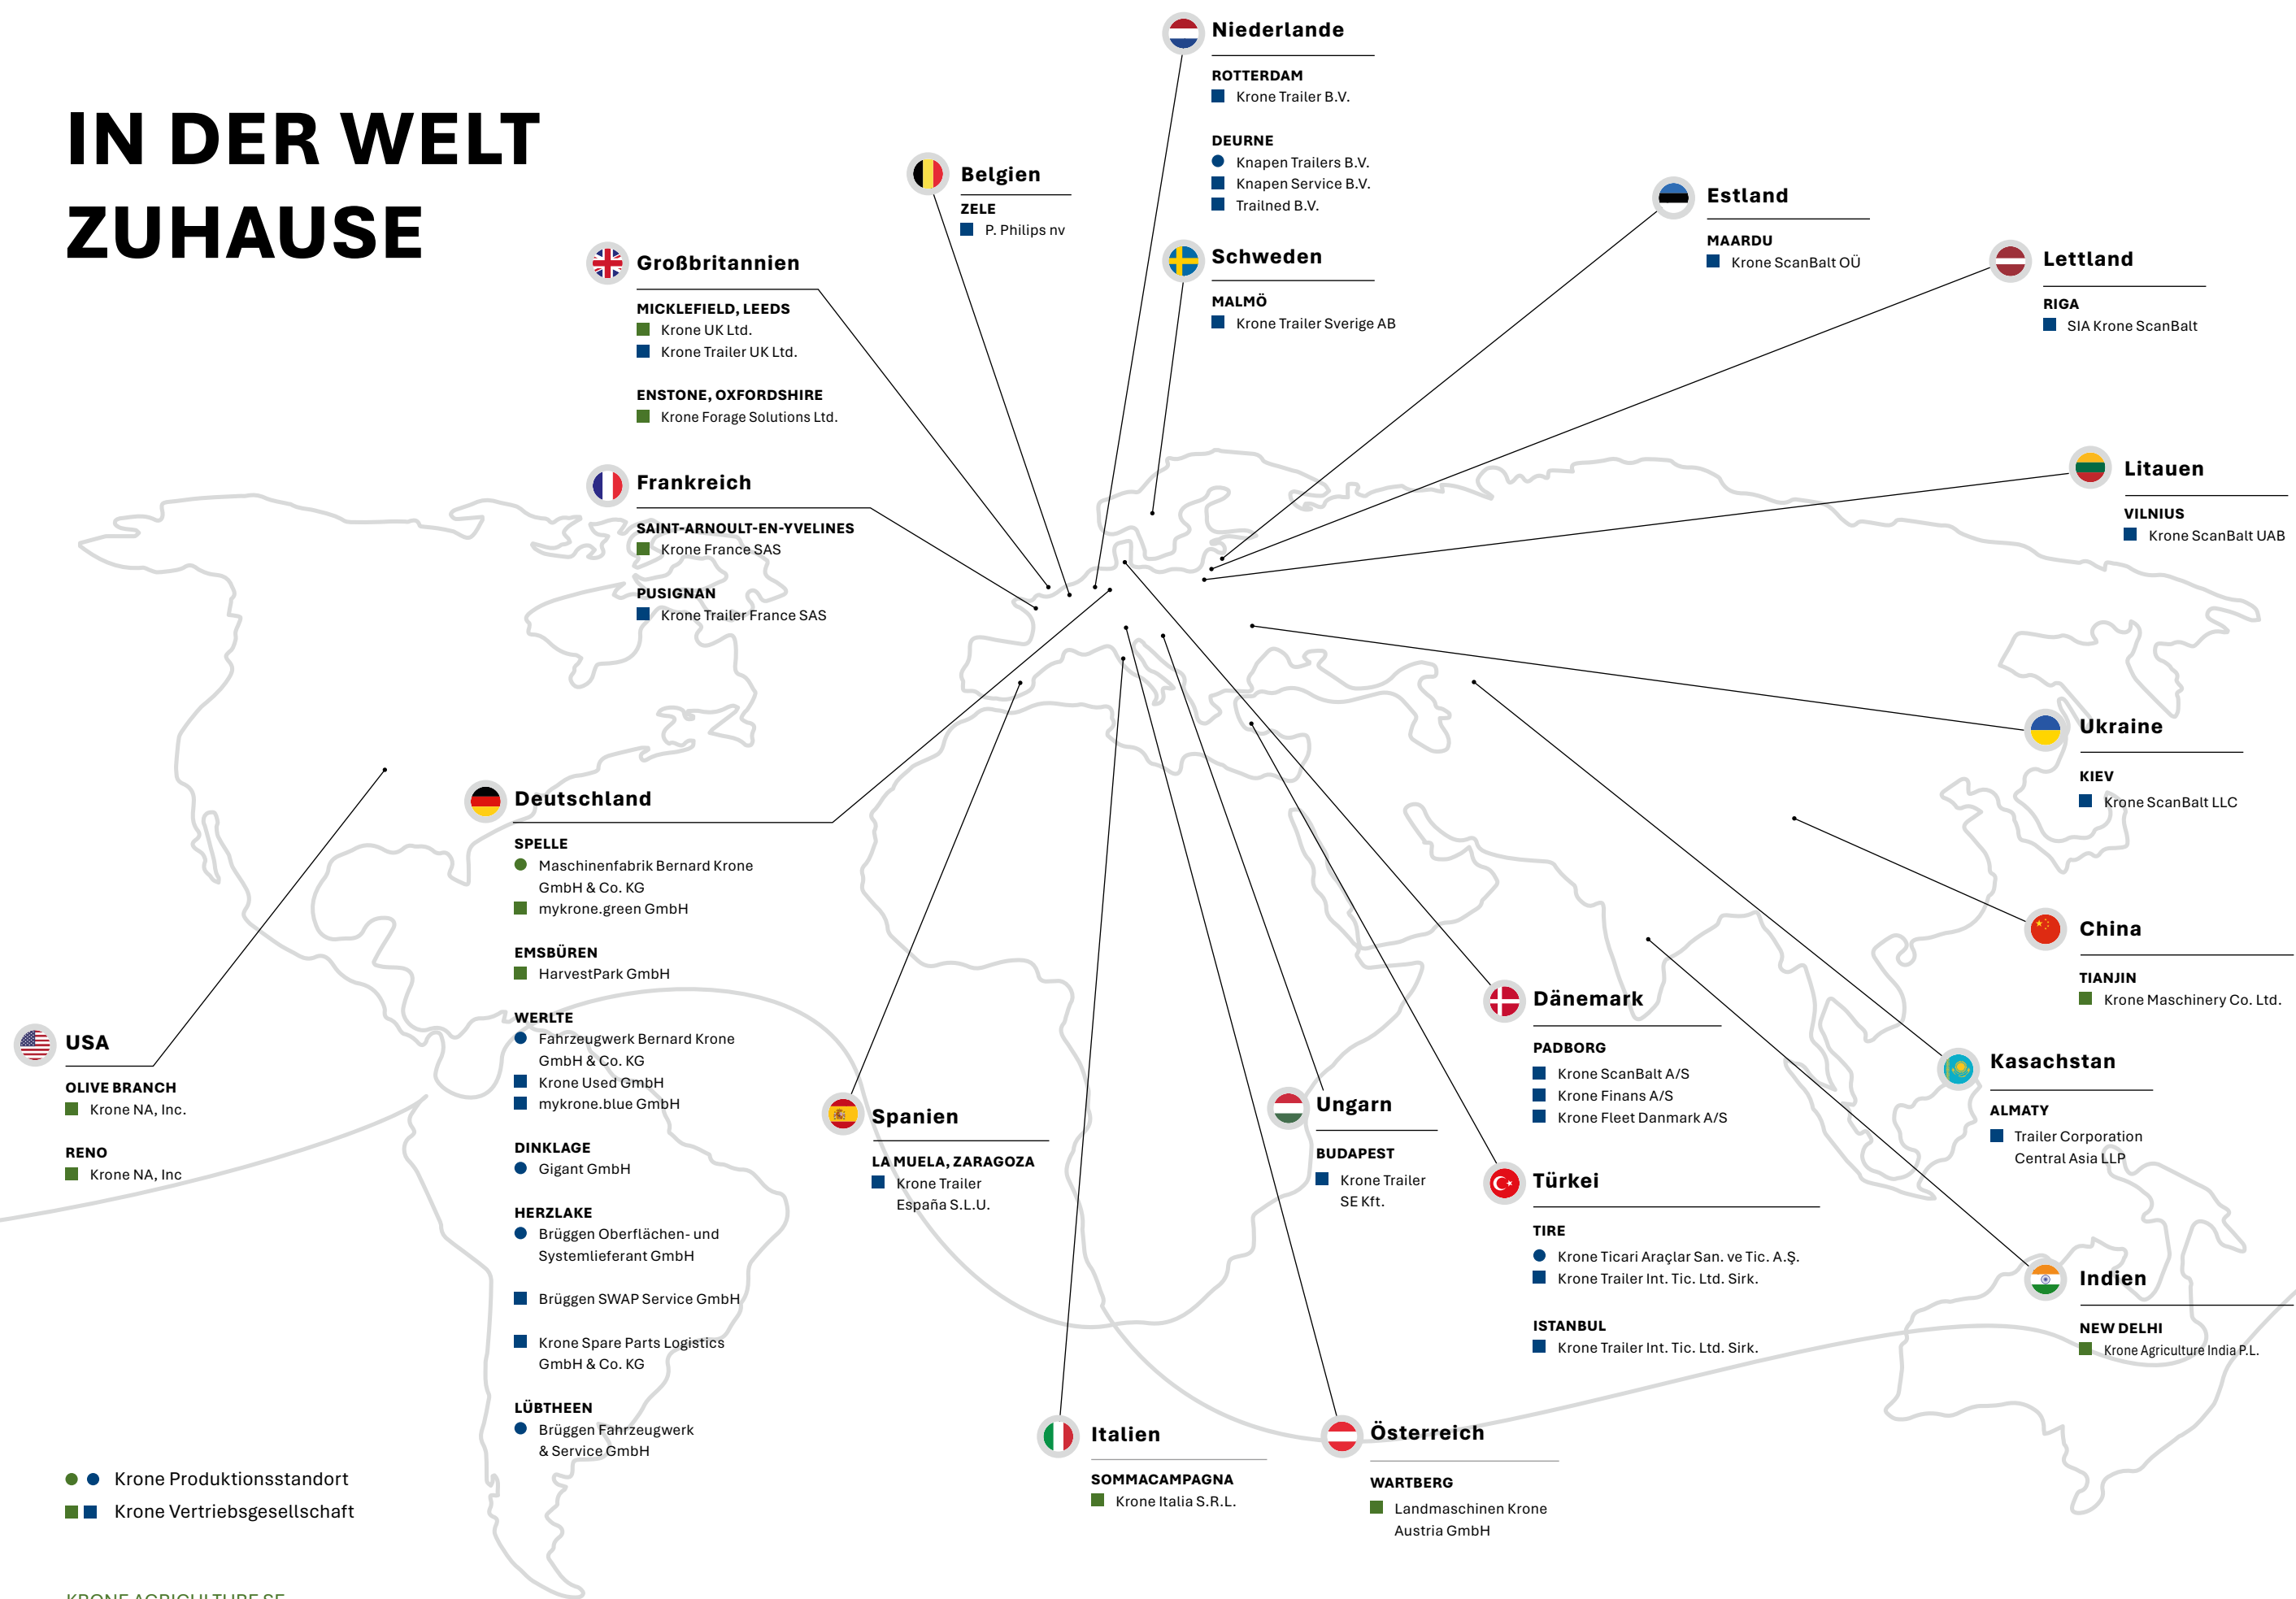 IN DER WELT
ZUHAUSE
Niederlande
ROTTERDAM
Krone Trailer B.V.
DEURNE
Knapen Trailers B.V.
Knapen Service B.V.
Trailned B.V.
Belgien
ZELE
P. Philips nv
Schweden
MALMÖ
Krone Trailer Sverige AB
Estland
MAARDU
Krone ScanBalt OÜ
Lettland
RIGA
SIA Krone ScanBalt
Großbritannien
MICKLEFIELD, LEEDS
Krone UK Ltd.
Krone Trailer UK Ltd.
ENSTONE, OXFORDSHIRE
Krone Forage Solutions Ltd.
Frankreich
SAINT-ARNOULT-EN-YVELINES
Krone France SAS
PUSIGNAN
Krone Trailer France SAS
Litauen
VILNIUS
Krone ScanBalt UAB
Ukraine
KIEV
Krone ScanBalt LLC
Deutschland
SPELLE
Maschinenfabrik Bernard Krone
GmbH & Co. KG
mykrone.green GmbH
EMSBÜREN
HarvestPark GmbH
WERLTE
Fahrzeugwerk Bernard Krone
GmbH & Co. KG
Krone Used GmbH
mykrone.blue GmbH
DINKLAGE
Gigant GmbH
HERZLAKE
Brüggen Oberflächen- und
Systemlieferant GmbH
Brüggen SWAP Service GmbH
Krone Spare Parts Logistics
GmbH & Co. KG
LÜBTHEEN
Brüggen Fahrzeugwerk
& Service GmbH
China
TIANJIN
Krone Maschinery Co. Ltd.
USA
OLIVE BRANCH
Krone NA, Inc.
RENO
Krone NA, Inc
Dänemark
PADBORG
Krone ScanBalt A/S
Krone Finans A/S
Krone Fleet Danmark A/S
Kasachstan
ALMATY
Trailer Corporation
Central Asia LLP
Spanien
LA MUELA, ZARAGOZA
Krone Trailer
España S.L.U.
Ungarn
BUDAPEST
Krone Trailer
SE Kft.
Türkei
TIRE
Krone Ticari Araçlar San. ve Tic. A.Ş.
Krone Trailer Int. Tic. Ltd. Sirk.
ISTANBUL
Krone Trailer Int. Tic. Ltd. Sirk.
Indien
NEW DELHI
Krone Agriculture India P.L.
Italien
SOMMACAMPAGNA
Krone Italia S.R.L.
Österreich
WARTBERG
Landmaschinen Krone
Austria GmbH
Krone Produktionsstandort
Krone Vertriebsgesellschaft
KRONE AGRICULTURE SE